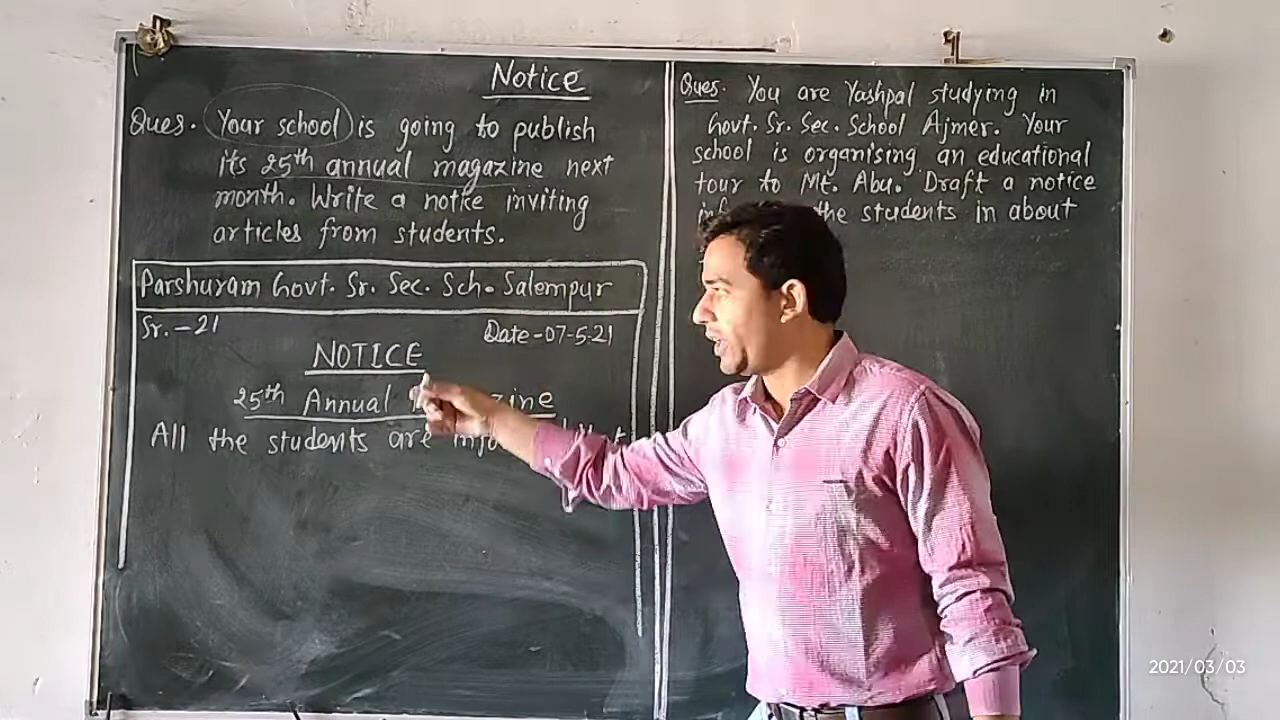 Notice
Ques. Your school is going to publish
its 25th annual magazine next
month. Write a notice inviting
articles from students.
Parshuram Govt. Sr. Sec. Sch. Salempur
Sr. - 21
Date - 07-5-21
NOTICE
25th Annual
All the students are
Ques. You are Yashpal studying in
Govt. Sr. Sec. School Ajmer. Your
school is organising an educational
tour to Mt. Abu. Draft a notice
the students in about
2021/03/03